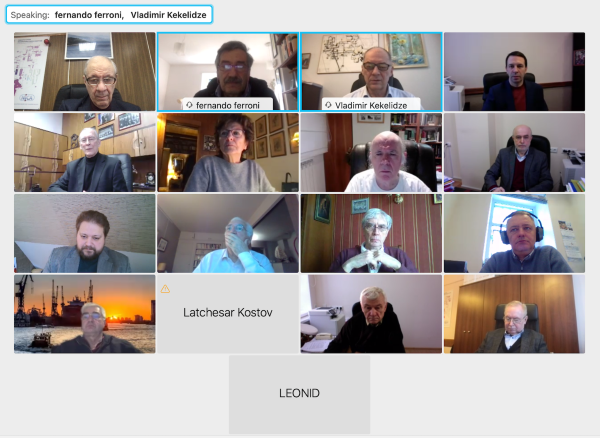 Speaking: fernando ferroni, Vladimir Kekelidze
fernando ferroni
Vladimir Kekelidze
Latchesar Kostov
LEONID